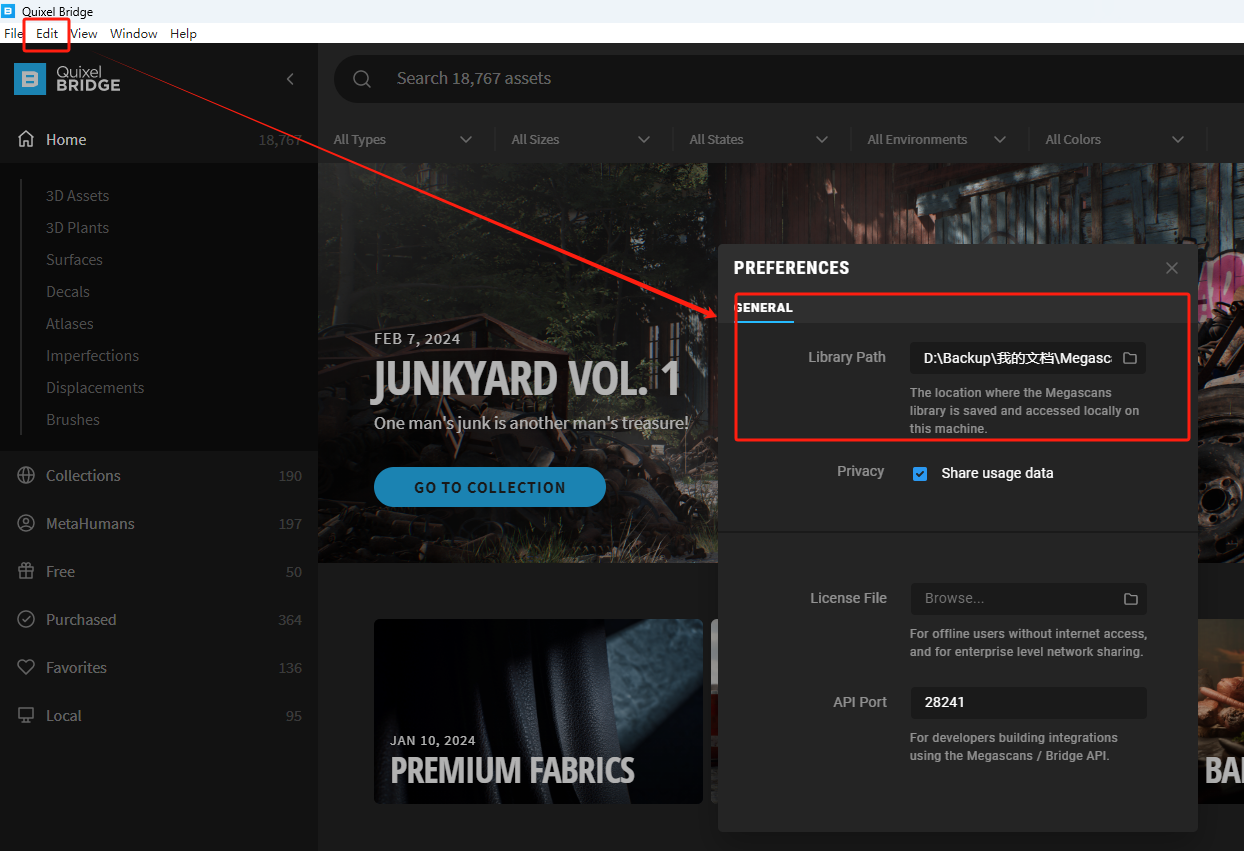 Quixel Bridge
File Edit View Window Help
Quixel
BRIDGE
Search 18,767 assets
Home 18,767
All Types All Sizes All States All Environments All Colors
3D Assets
3D Plants
Surfaces
Decals
Atlases
Imperfections
Displacements
Brushes
Collections 190
MetaHumans 197
Free 50
Purchased 364
Favorites 136
Local 95
FEB 7, 2024
JUNKYARD VOL. 1
One man's junk is another man's treasure!
GO TO COLLECTION
JAN 10, 2024
PREMIUM FABRICS
PREFERENCES
GENERAL
Library Path D:\Backup\我的文档\Megasca
The location where the Megascans
library is saved and accessed locally on
this machine.
Privacy Share usage data
License File Browse...
For offline users without internet access,
and for enterprise level network sharing.
API Port 28241
For developers building integrations
using the Megascans / Bridge API.